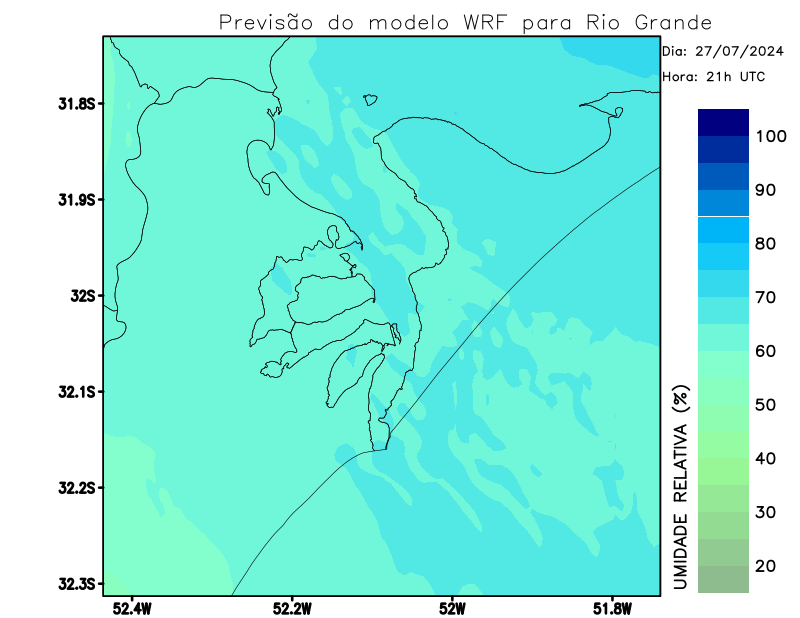 Previsão do modelo WRF para Rio Grande
Dia: 27/07/2024
Hora: 21h UTC
31.8S
31.9S
32S
32.1S
32.2S
32.3S
52.4W
52.2W
52W
51.8W
100
90
80
70
60
50
40
30
20
UMIDADE RELATIVA (%)